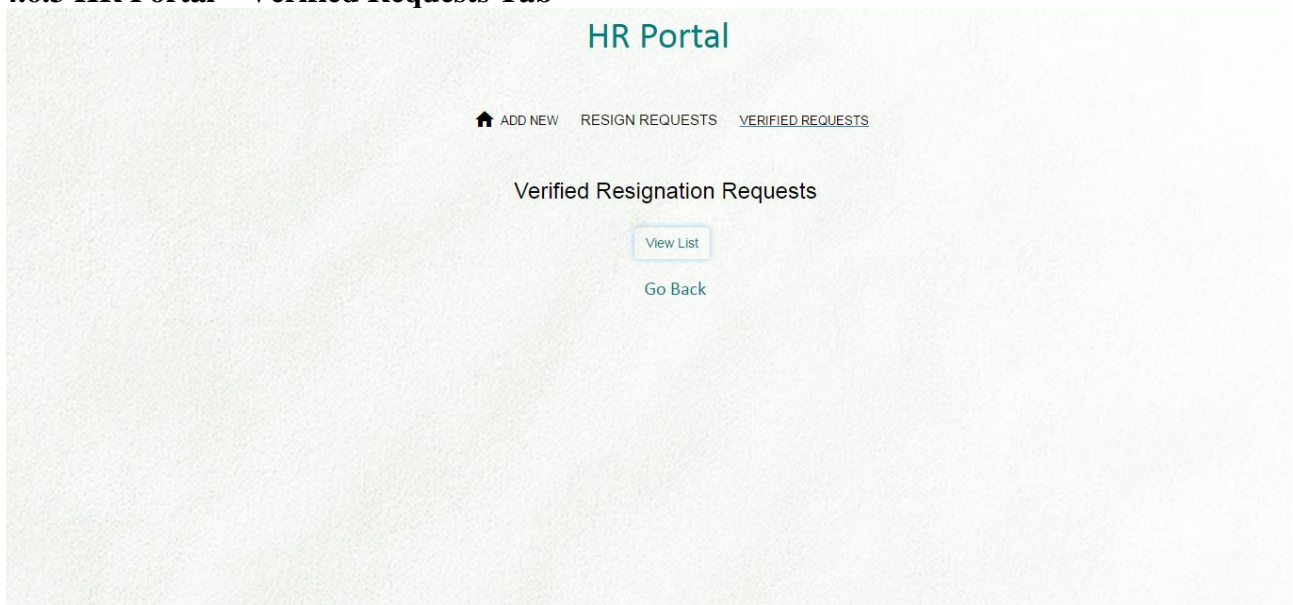 HR Portal
ADD NEW RESIGN REQUESTS VERIFIED REQUESTS
Verified Resignation Requests
View List
Go Back